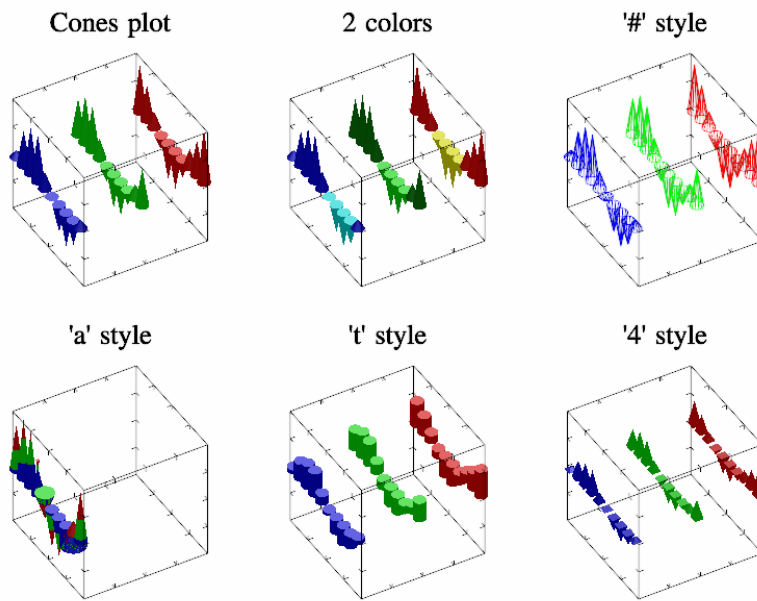 Cones plot
2 colors
'#' style
'a' style
't' style
'4' style